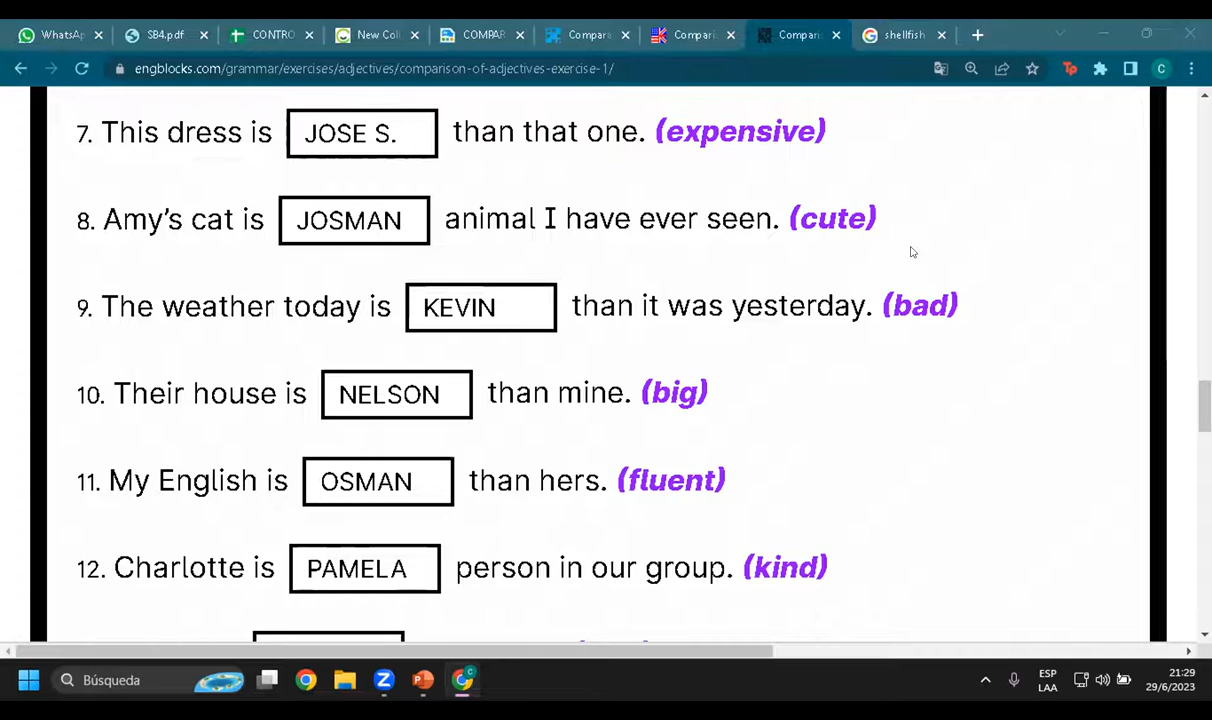 WhatsAp SB4.pdf CONTRO New Coll COMPAR Compara Comparis Comparis shellfish
engblocks.com/grammar/exercises/adjectives/comparison-of-adjectives-exercise-1/ Tp C
7. This dress is JOSE S. than that one. (expensive)
8. Amy's cat is JOSMAN animal I have ever seen. (cute)
9. The weather today is KEVIN than it was yesterday. (bad)
10. Their house is NELSON than mine. (big)
11. My English is OSMAN than hers. (fluent)
12. Charlotte is PAMELA person in our group. (kind)
Búsqueda ESP 21:29
LAA 29/6/2023